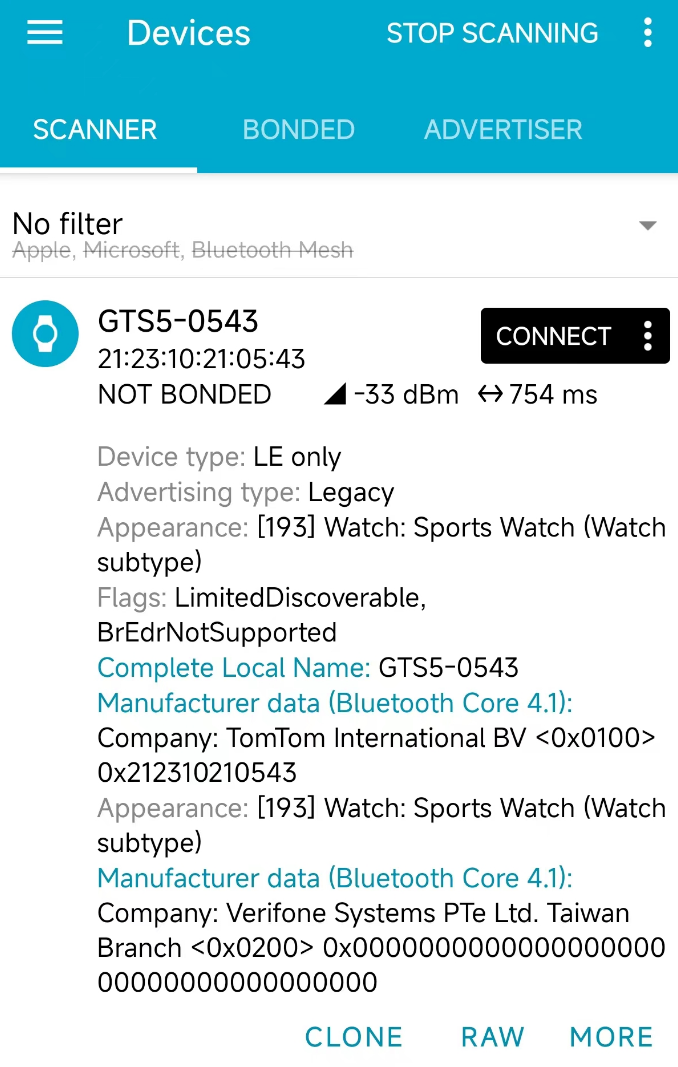 Devices
STOP SCANNING
SCANNER
BONDED
ADVERTISER
No filter
Apple, Microsoft, Bluetooth Mesh
GTS5-0543
CONNECT
21:23:10:21:05:43
NOT BONDED
-33 dBm
754 ms
Device type: LE only
Advertising type: Legacy
Appearance: [193] Watch: Sports Watch (Watch
subtype)
Flags: LimitedDiscoverable,
BrEdrNotSupported
Complete Local Name: GTS5-0543
Manufacturer data (Bluetooth Core 4.1):
Company: TomTom International BV <0x0100>
0x212310210543
Appearance: [193] Watch: Sports Watch (Watch
subtype)
Manufacturer data (Bluetooth Core 4.1):
Company: Verifone Systems PTe Ltd. Taiwan
Branch <0x0200> 0x0000000000000000000
00000000000000000
CLONE
RAW
MORE